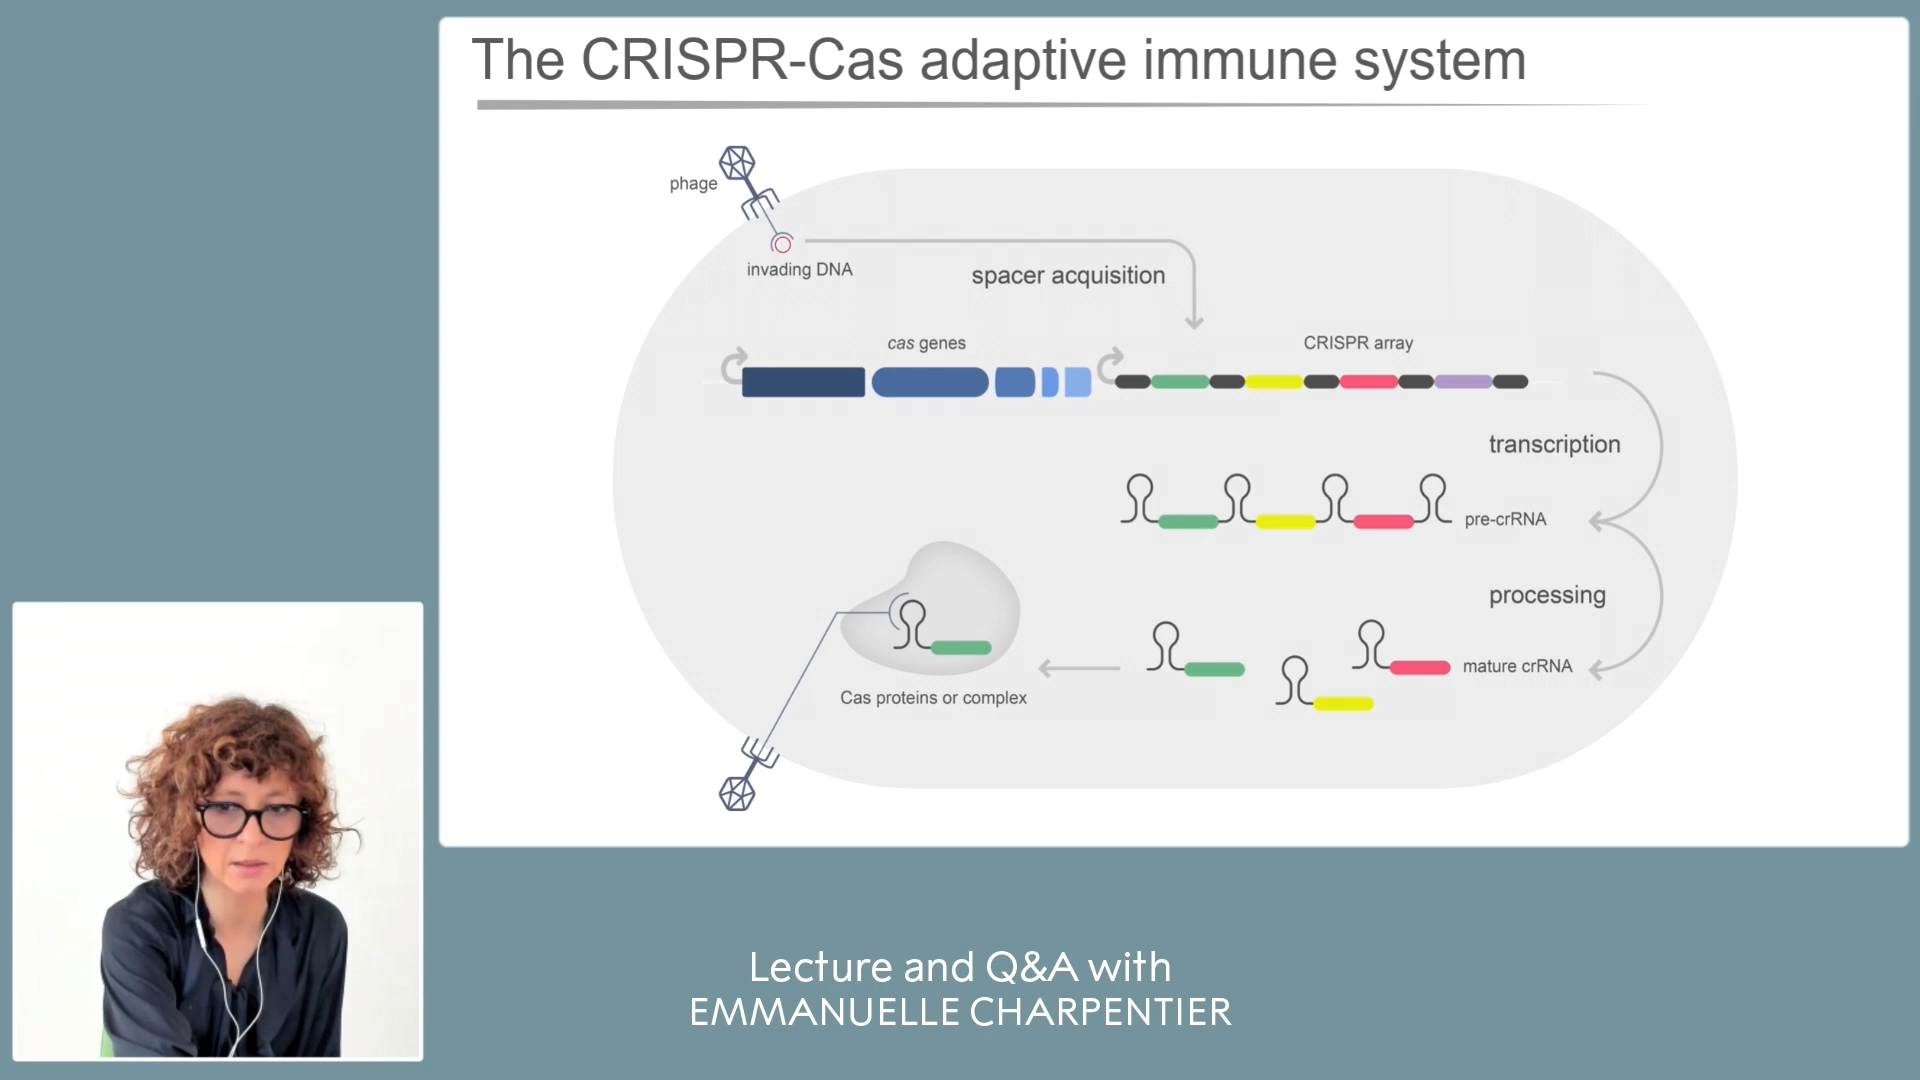 The CRISPR-Cas adaptive immune system
phage
invading DNA
spacer acquisition
cas genes
CRISPR array
transcription
pre-crRNA
processing
mature crRNA
Cas proteins or complex
Lecture and Q&A with
EMMANUELLE CHARPENTIER